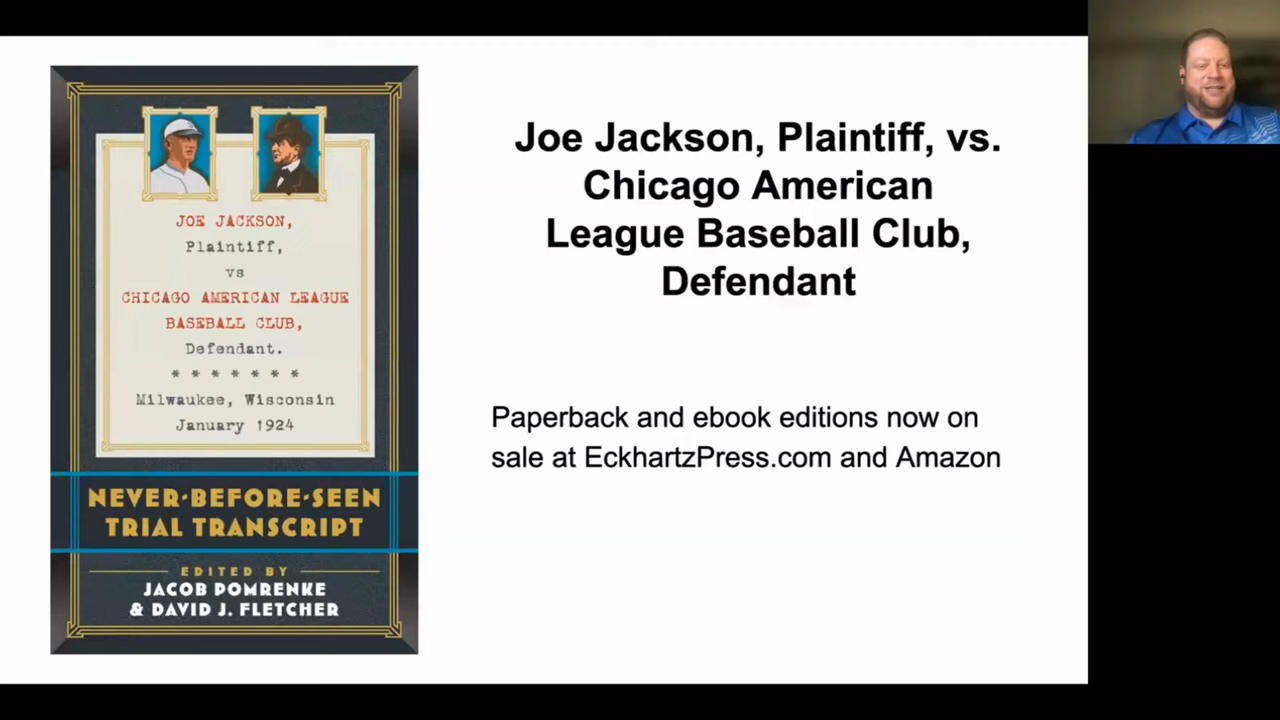 JOE JACKSON,
Plaintiff,
vs
CHICAGO AMERICAN LEAGUE
BASEBALL CLUB,
Defendant.
* * * * * * *
Milwaukee, Wisconsin
January 1924
NEVER-BEFORE-SEEN
TRIAL TRANSCRIPT
EDITED BY
JACOB POMRENKE
& DAVID J. FLETCHER
Joe Jackson, Plaintiff, vs.
Chicago American
League Baseball Club,
Defendant
Paperback and ebook editions now on
sale at EckhartzPress.com and Amazon